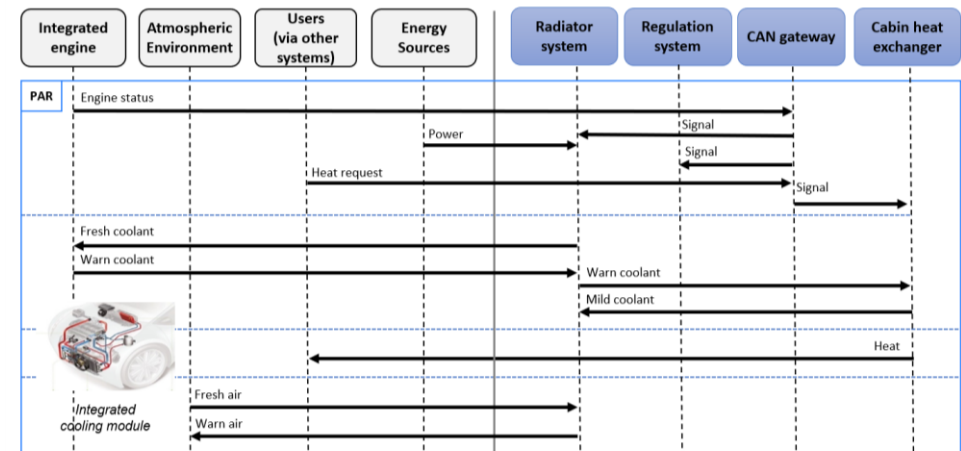 Integrated
engine
Atmospheric
Environment
Users
(via other
systems)
Energy
Sources
Radiator
system
Regulation
system
CAN gateway
Cabin heat
exchanger
PAR
Engine status
Signal
Power
Signal
Heat request
Signal
Fresh coolant
Warn coolant
Warn coolant
Mild coolant
Heat
Fresh air
Integrated
cooling module
Warn air